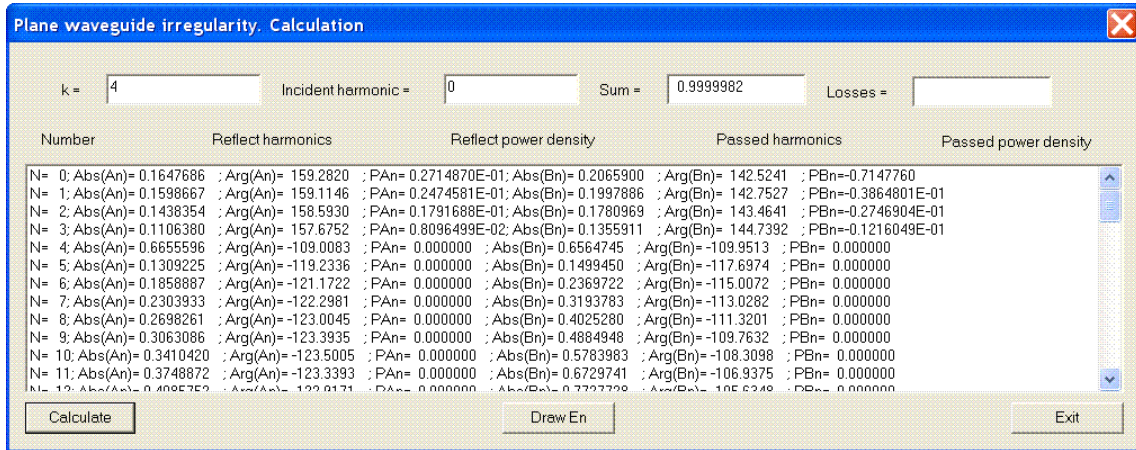 Plane waveguide irregularity. Calculation
k = 4 Incident harmonic = 0 Sum = 0.9999982 Losses =
Number Reflect harmonics Reflect power density Passed harmonics Passed power density
N= 0; Abs(An)= 0.1647686 ; Arg(An)= 159.2820 ; PAn= 0.2714870E-01; Abs(Bn)= 0.2065900 ; Arg(Bn)= 142.5241 ; PBn=-0.7147760
N= 1; Abs(An)= 0.1598667 ; Arg(An)= 159.1146 ; PAn= 0.2474581E-01; Abs(Bn)= 0.1997886 ; Arg(Bn)= 142.7527 ; PBn=-0.3864801E-01
N= 2; Abs(An)= 0.1438354 ; Arg(An)= 158.5930 ; PAn= 0.1791688E-01; Abs(Bn)= 0.1780969 ; Arg(Bn)= 143.4641 ; PBn=-0.2746904E-01
N= 3; Abs(An)= 0.1106380 ; Arg(An)= 157.6752 ; PAn= 0.8096499E-02; Abs(Bn)= 0.1355911 ; Arg(Bn)= 144.7392 ; PBn=-0.1216049E-01
N= 4; Abs(An)= 0.6655596 ; Arg(An)= -109.0083 ; PAn= 0.000000 ; Abs(Bn)= 0.6564745 ; Arg(Bn)= -109.9513 ; PBn= 0.000000
N= 5; Abs(An)= 0.1309225 ; Arg(An)= -119.2336 ; PAn= 0.000000 ; Abs(Bn)= 0.1499450 ; Arg(Bn)= -117.6974 ; PBn= 0.000000
N= 6; Abs(An)= 0.1858887 ; Arg(An)= -121.1722 ; PAn= 0.000000 ; Abs(Bn)= 0.2369722 ; Arg(Bn)= -115.0072 ; PBn= 0.000000
N= 7; Abs(An)= 0.2303933 ; Arg(An)= -122.2981 ; PAn= 0.000000 ; Abs(Bn)= 0.3193783 ; Arg(Bn)= -113.0282 ; PBn= 0.000000
N= 8; Abs(An)= 0.2698261 ; Arg(An)= -123.0045 ; PAn= 0.000000 ; Abs(Bn)= 0.4025280 ; Arg(Bn)= -111.3201 ; PBn= 0.000000
N= 9; Abs(An)= 0.3063086 ; Arg(An)= -123.3935 ; PAn= 0.000000 ; Abs(Bn)= 0.4884948 ; Arg(Bn)= -109.7632 ; PBn= 0.000000
N= 10; Abs(An)= 0.3410420 ; Arg(An)= -123.5005 ; PAn= 0.000000 ; Abs(Bn)= 0.5783983 ; Arg(Bn)= -108.3098 ; PBn= 0.000000
N= 11; Abs(An)= 0.3748872 ; Arg(An)= -123.3393 ; PAn= 0.000000 ; Abs(Bn)= 0.6729741 ; Arg(Bn)= -106.9375 ; PBn= 0.000000
Calculate Draw En Exit